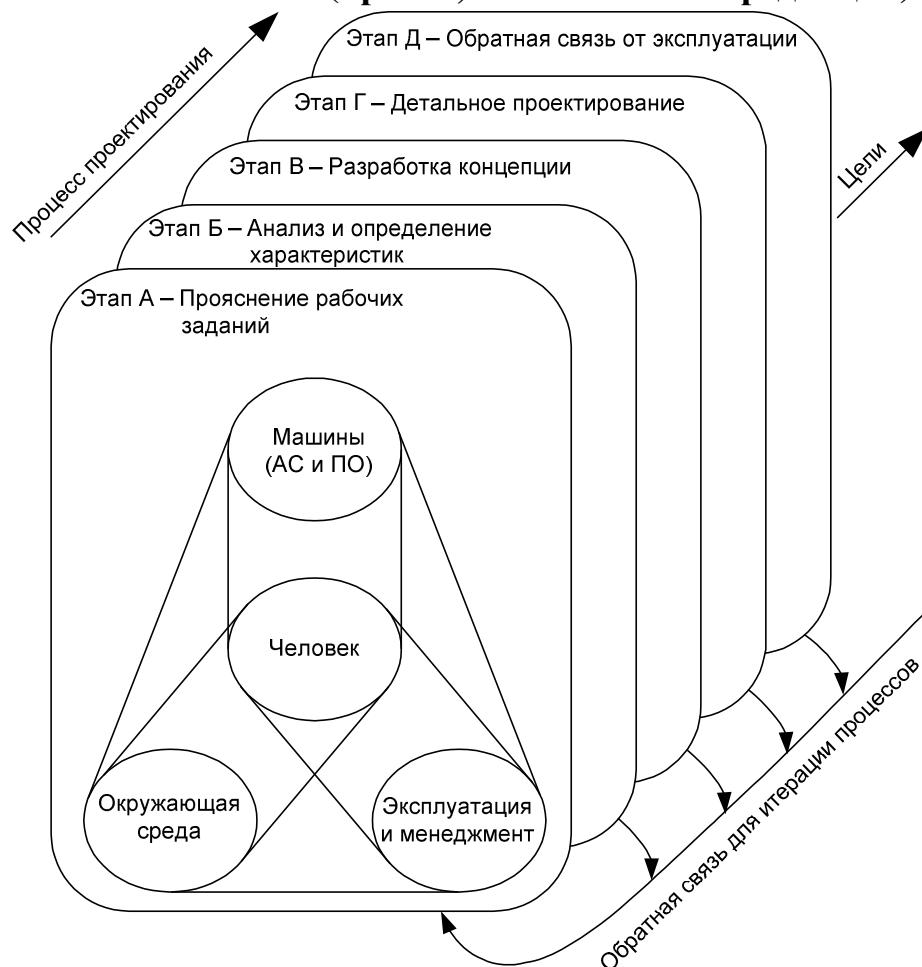 Этап Д – Обратная связь от эксплуатации
Этап Г – Детальное проектирование
Этап В – Разработка концепции
Этап Б – Анализ и определение
характеристик
Этап А – Прояснение рабочих
заданий
Процесс проектирования
Цели
Машины
(АС и ПО)
Человек
Окружающая
среда
Эксплуатация
и менеджмент
Обратная связь для итерации процессов